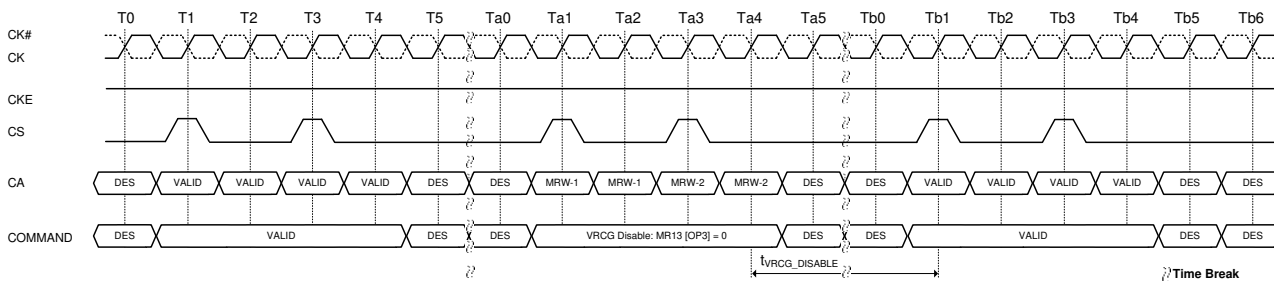 T0 T1 T2 T3 T4 T5 Ta0 Ta1 Ta2 Ta3 Ta4 Ta5 Tb0 Tb1 Tb2 Tb3 Tb4 Tb5 Tb6
CK#
CK
CKE
CS
CA DES VALID VALID VALID VALID DES DES MRW-1 MRW-1 MRW-2 MRW-2 DES DES VALID VALID VALID VALID DES DES
COMMAND DES VALID DES DES VRCG Disable: MR13 [OP3] = 0 DES DES VALID DES DES
tVRCG_DISABLE
Time Break